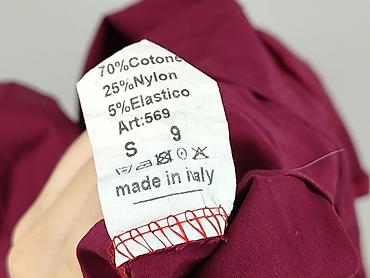 70%Cotone
25%Nylon
5%Elastico
Art:569
S 9
made in italy